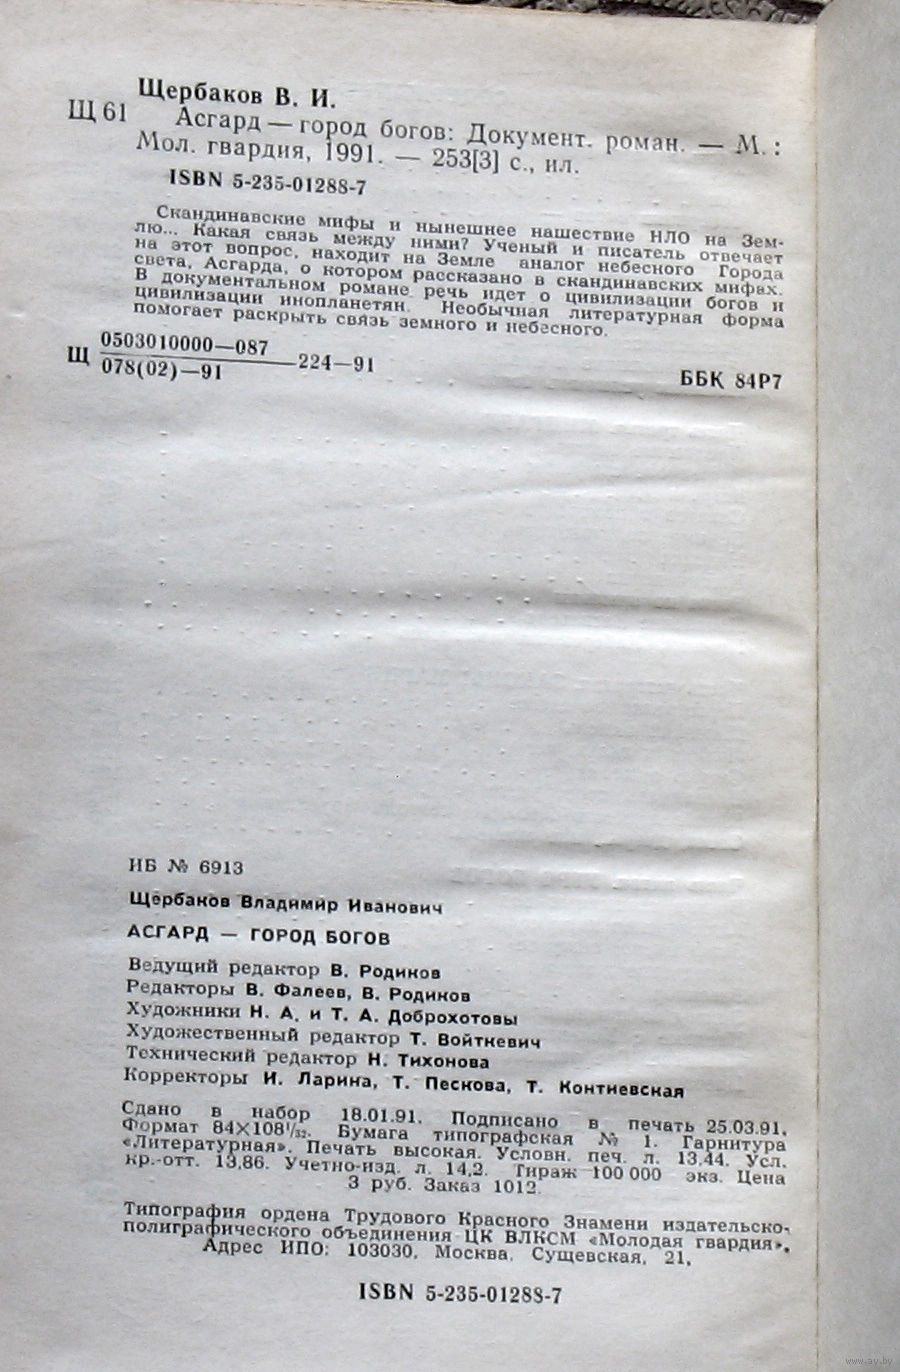 Щербаков В. И.
Щ 61
Асгард — город богов: Документ. роман. — М. :
Мол. гвардия, 1991. — 253[3] с., ил.
ISBN 5-235-01288-7
Скандинавские мифы и нынешнее нашествие НЛО на Зем-
лю... Какая связь между ними? Ученый и писатель отвечает
на этот вопрос, находит на Земле аналог небесного Города
света, Асгарда, о котором рассказано в скандинавских мифах.
В документальном романе речь идет о цивилизации богов и
цивилизации инопланетян. Необычная литературная форма
помогает раскрыть связь земного и небесного.
Щ 0503010000—087
078(02)—91 —224—91
ББК 84Р7
ИБ № 6913
Щербаков Владимир Иванович
АСГАРД — ГОРОД БОГОВ
Ведущий редактор В. Родиков
Редакторы В. Фалеев, В. Родиков
Художники Н. А. и Т. А. Доброхотовы
Художественный редактор Т. Войткевич
Технический редактор Н. Тихонова
Корректоры И. Ларина, Т. Пескова, Т. Контиевская
Сдано в набор 18.01.91. Подписано в печать 25.03.91.
Формат 84×108¹/₃₂. Бумага типографская № 1. Гарнитура
«Литературная». Печать высокая. Условн. печ. л. 13,44. Усл.
кр.-отт. 13,86. Учетно-изд. л. 14,2. Тираж 100 000 экз. Цена
3 руб. Заказ 1012.
Типография ордена Трудового Красного Знамени издательско-
полиграфического объединения ЦК ВЛКСМ «Молодая гвардия».
Адрес ИПО: 103030, Москва, Сущевская, 21.
ISBN 5-235-01288-7
www.ay.by